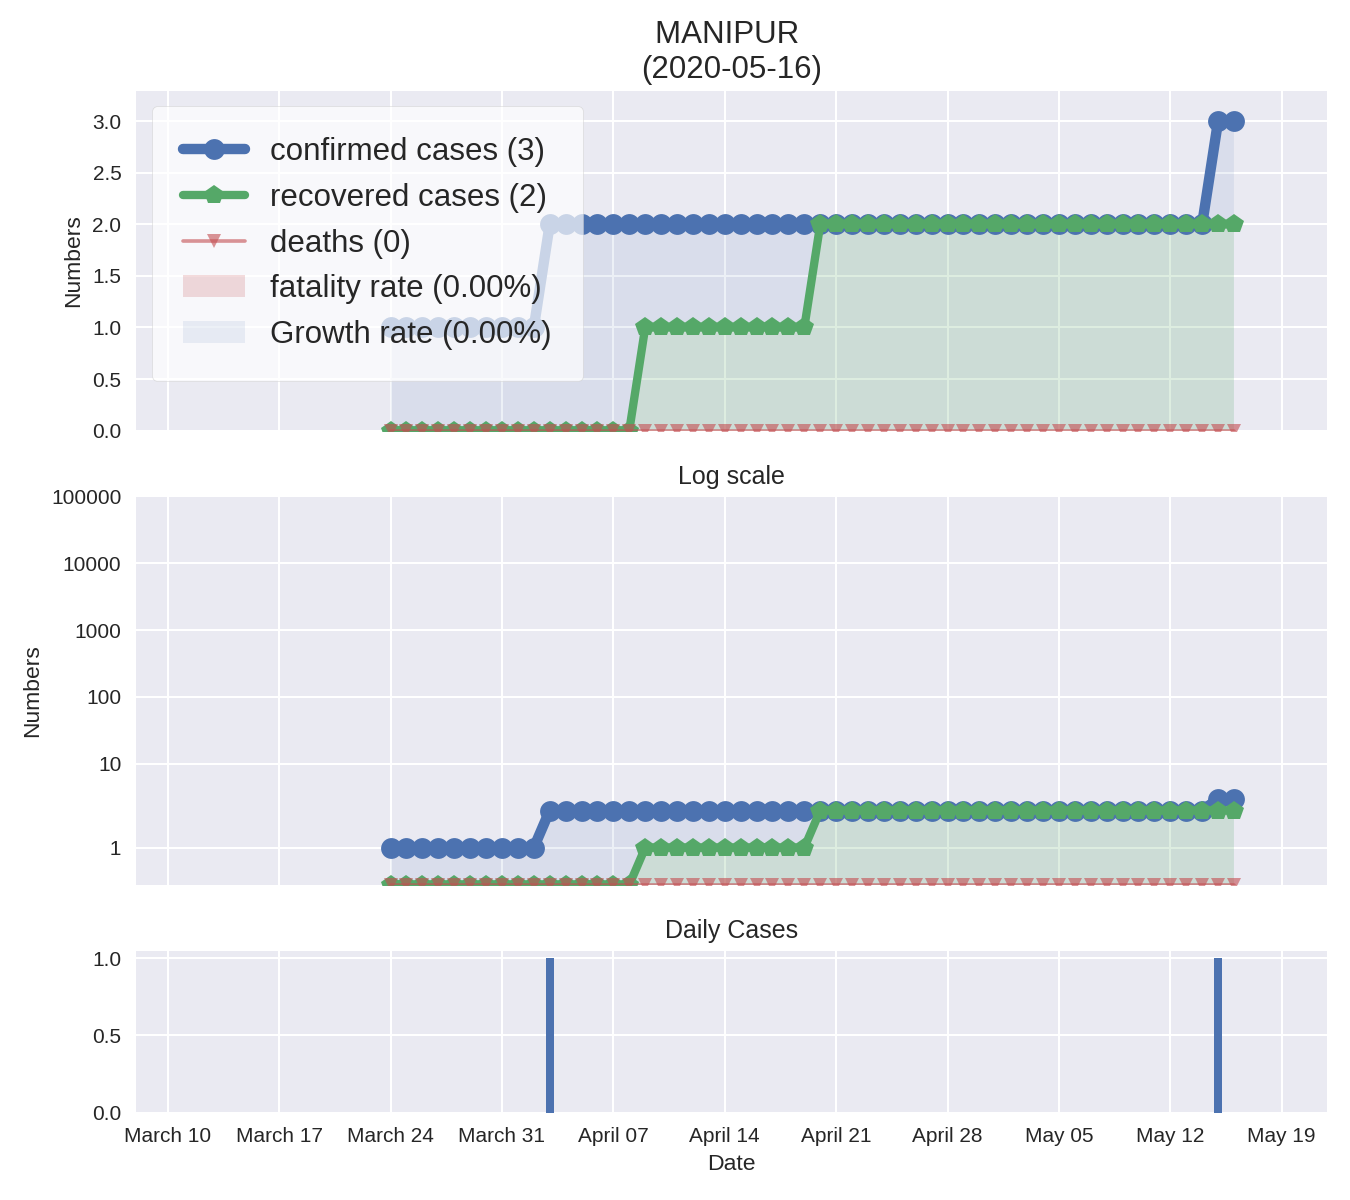 MANIPUR
(2020-05-16)
3.0
2.5
2.0
1.5
1.0
0.5
0.0
Numbers
confirmed cases (3)
recovered cases (2)
deaths (0)
fatality rate (0.00%)
Growth rate (0.00%)
Log scale
100000
10000
1000
100
10
1
Numbers
Daily Cases
1.0
0.5
0.0
March 10 March 17 March 24 March 31 April 07 April 14 April 21 April 28 May 05 May 12 May 19
Date